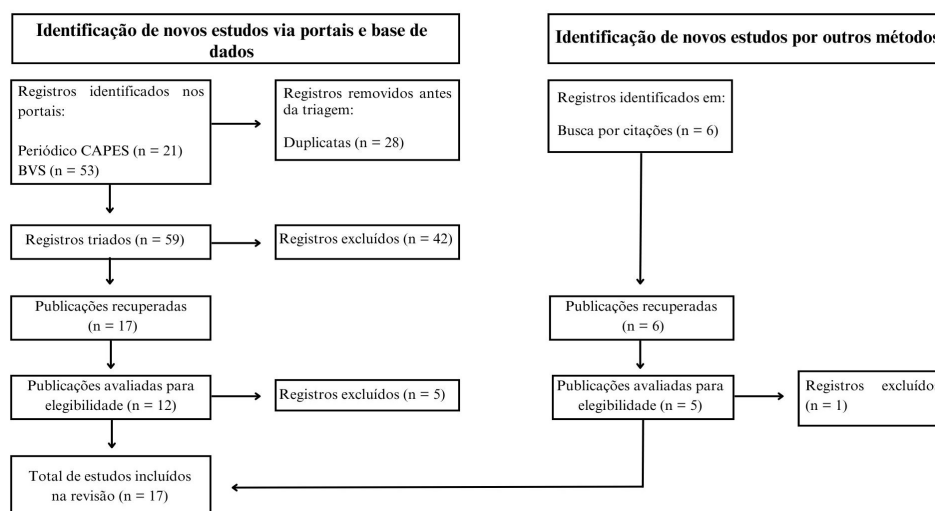 Identificação de novos estudos via portais e base de
dados
Registros identificados nos
portais:
Periódico CAPES (n = 21)
BVS (n = 53)
Registros removidos antes
da triagem:
Duplicatas (n = 28)
Registros triados (n = 59)
Registros excluídos (n = 42)
Publicações recuperadas
(n = 17)
Publicações avaliadas para
elegibilidade (n = 12)
Registros excluídos (n = 5)
Total de estudos incluídos
na revisão (n = 17)
Identificação de novos estudos por outros métodos
Registros identificados em:
Busca por citações (n = 6)
Publicações recuperadas
(n = 6)
Publicações avaliadas para
elegibilidade (n = 5)
Registros excluídos
(n = 1)